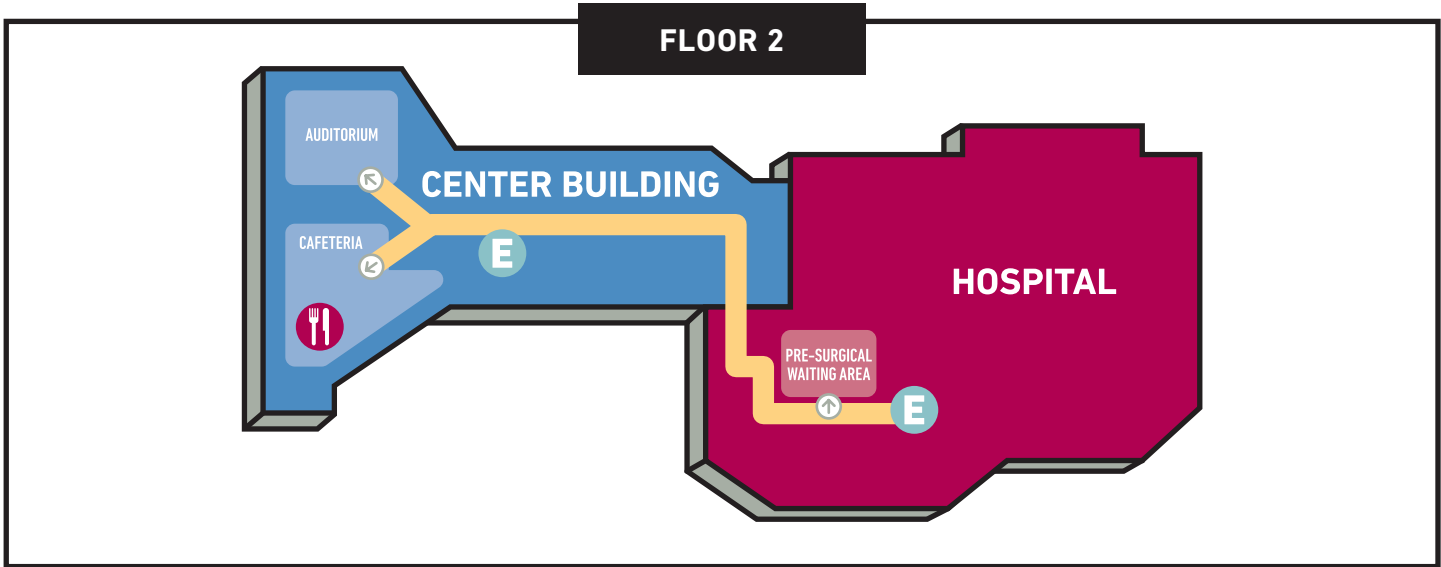 FLOOR 2
AUDITORIUM
CENTER BUILDING
CAFETERIA
E
HOSPITAL
PRE-SURGICAL
WAITING AREA
E